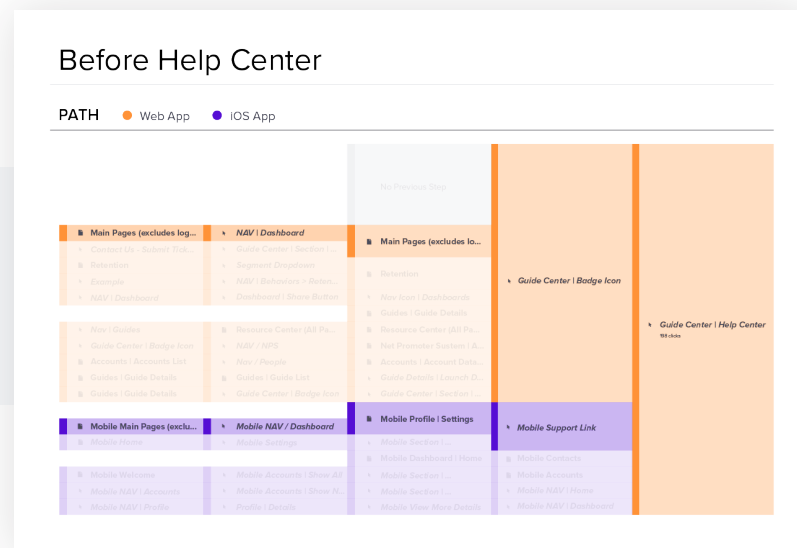 Before Help Center
PATH
Web App
iOS App
No Previous Step
Main Pages (excludes log...
Contact Us - Submit Tick...
Retention
Example
NAV | Dashboard
Nav | Guides
Guide Center | Badge Icon
Accounts | Accounts List
Guides | Guide Details
Guides | Guide Details
Mobile Main Pages (exclu...
Mobile Home
Mobile Welcome
Mobile NAV | Accounts
Mobile NAV | Profile
NAV | Dashboard
Guide Center | Section | ...
Segment Dropdown
NAV | Behaviors > Reten...
Dashboard | Share Button
Resource Center (All Pa...
NAV / NPS
Nav / People
Guides | Guide List
Guide Center | Badge Icon
Mobile NAV / Dashboard
Mobile Settings
Mobile Accounts | Show All
Mobile Accounts | Show N...
Profile | Details
Main Pages (excludes lo...
Retention
Nav Icon | Dashboards
Guides | Guide Details
Resource Center (All Pa...
Net Promoter System | A...
Accounts | Account Data...
Guide Details | Launch D...
Guide Center | Section | ...
Mobile Profile | Settings
Mobile Section | ...
Mobile Dashboard | Home
Mobile Section | ...
Mobile Section | ...
Mobile View More Details
Guide Center | Badge Icon
Mobile Support Link
Mobile Contacts
Mobile Accounts
Mobile NAV | Home
Mobile NAV | Dashboard
Guide Center | Help Center
clicks